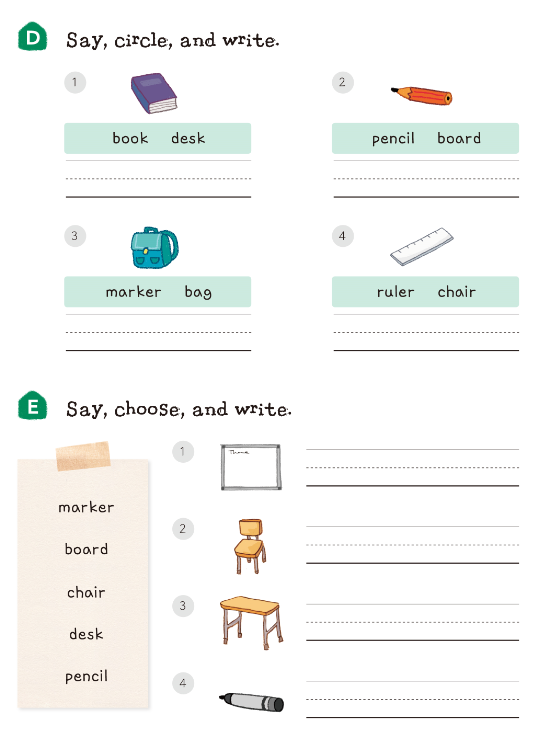 D Say, circle, and write.
1
2
book desk
pencil board
3
4
marker bag
ruler chair
E Say, choose, and write.
marker
board
chair
desk
pencil
1
2
3
4